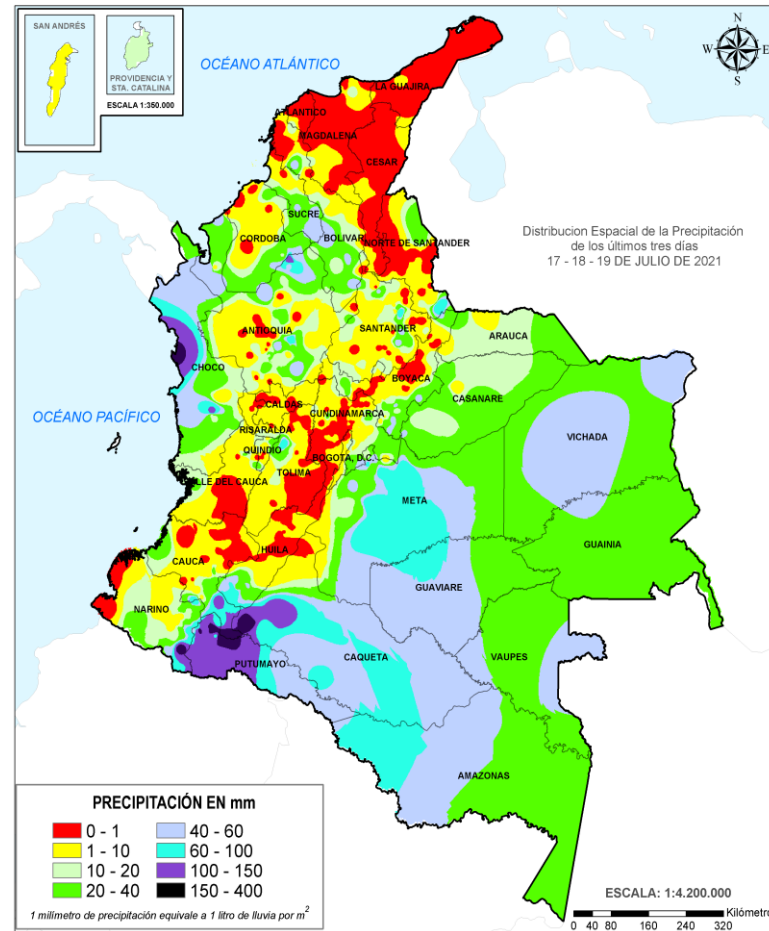 SAN ANDRÉS
PROVIDENCIA Y
STA. CATALINA
ESCALA 1:350.000
OCÉANO ATLÁNTICO
N
W
E
S
LA GUAJIRA
ATLANTICO
MAGDALENA
CESAR
SUCRE
CORDOBA
BOLIVAR
NORTE DE SANTANDER
Distribucion Espacial de la Precipitación
de los últimos tres días
17 - 18 - 19 DE JULIO DE 2021
ANTIOQUIA
SANTANDER
ARAUCA
CHOCO
BOYACA
CASANARE
OCÉANO PACÍFICO
CALDAS
CUNDINAMARCA
RISARALDA
VICHADA
QUINDIO
BOGOTA, D.C.
TOLIMA
VALLE DEL CAUCA
META
GUAINIA
HUILA
CAUCA
GUAVIARE
NARINO
VAUPES
CAQUETA
PUTUMAYO
AMAZONAS
PRECIPITACIÓN EN mm
0 - 1
40 - 60
1 - 10
60 - 100
10 - 20
100 - 150
20 - 40
150 - 400
1 milímetro de precipitación equivale a 1 litro de lluvia por m²
ESCALA: 1:4.200.000
Kilómetro
0 40 80 160 240 320